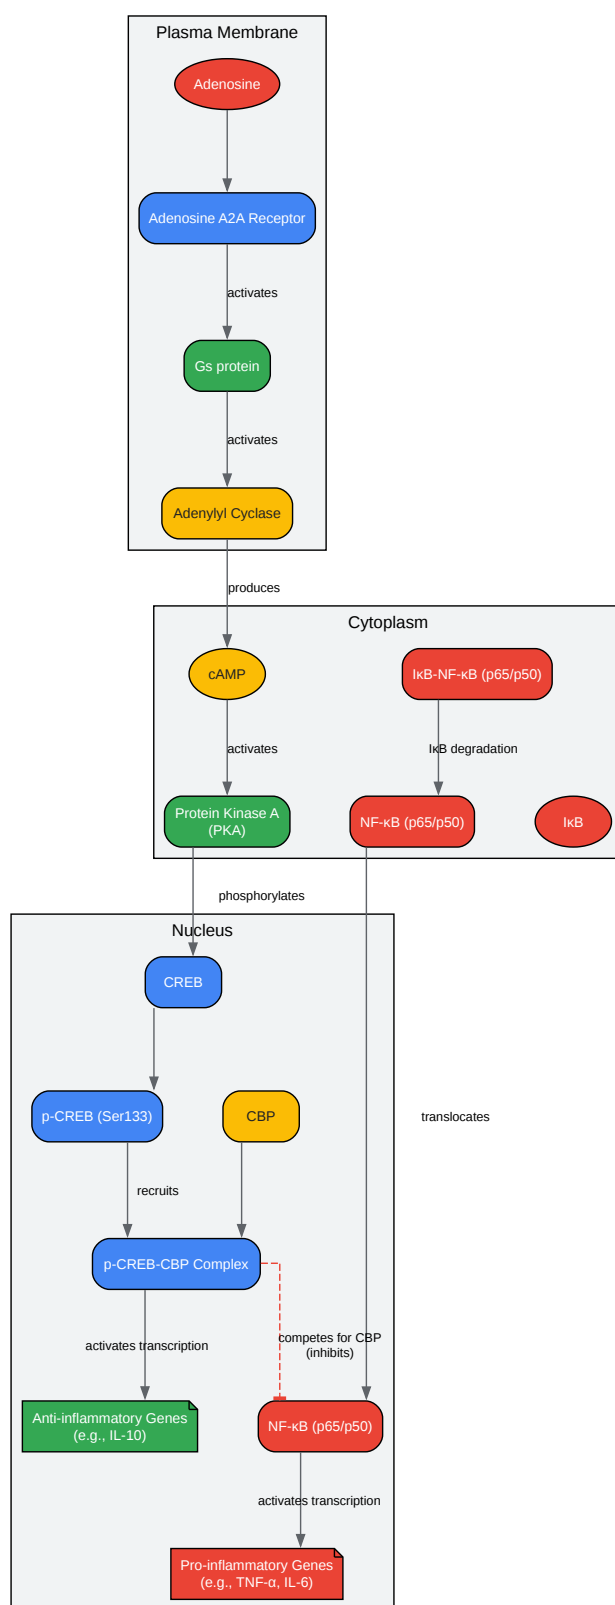 Plasma Membrane
Adenosine
Adenosine A2A Receptor
activates
Gs protein
activates
Adenylyl Cyclase
produces
Cytoplasm
cAMP
IκB-NF-κB (p65/p50)
activates
IκB degradation
Protein Kinase A
(PKA)
NF-κB (p65/p50)
IκB
phosphorylates
Nucleus
CREB
p-CREB (Ser133)
CBP
translocates
recruits
p-CREB-CBP Complex
activates transcription
competes for CBP
(inhibits)
Anti-inflammatory Genes
(e.g., IL-10)
NF-κB (p65/p50)
activates transcription
Pro-inflammatory Genes
(e.g., TNF-α, IL-6)